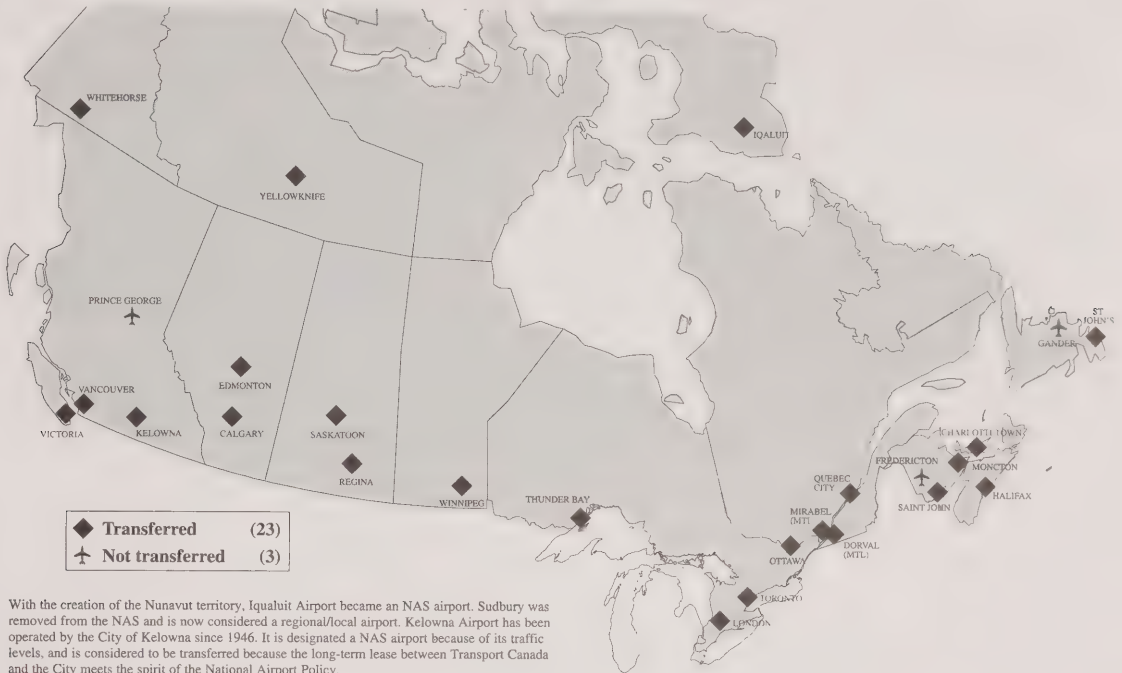 WHITEHORSE
IQALUIT
YELLOWKNIFE
PRINCE GEORGE
ST
JOHN'S
GANDER
EDMONTON
VANCOUVER
VICTORIA
KELOWNA
CALGARY
SASKATOON
CHARLOTTETOWN
FREDERICTON
MONCTON
REGINA
QUEBEC
CITY
WINNIPEG
THUNDER BAY
SAINT JOHN
HALIFAX
MIRABEL
(MTL
DORVAL
(MTL)
OTTAWA
TORONTO
LONDON
Transferred (23)
Not transferred (3)
With the creation of the Nunavut territory, Iqualuit Airport became an NAS airport. Sudbury was
removed from the NAS and is now considered a regional/local airport. Kelowna Airport has been
operated by the City of Kelowna since 1946. It is designated a NAS airport because of its traffic
levels, and is considered to be transferred because the long-term lease between Transport Canada
and the City meets the spirit of the National Airport Policy